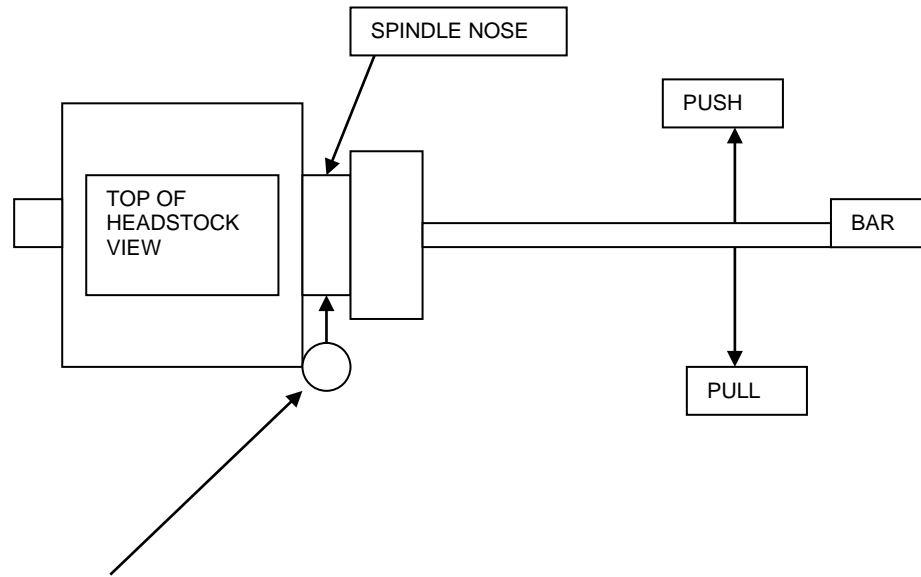 SPINDLE NOSE
PUSH
TOP OF
HEADSTOCK
VIEW
BAR
PULL